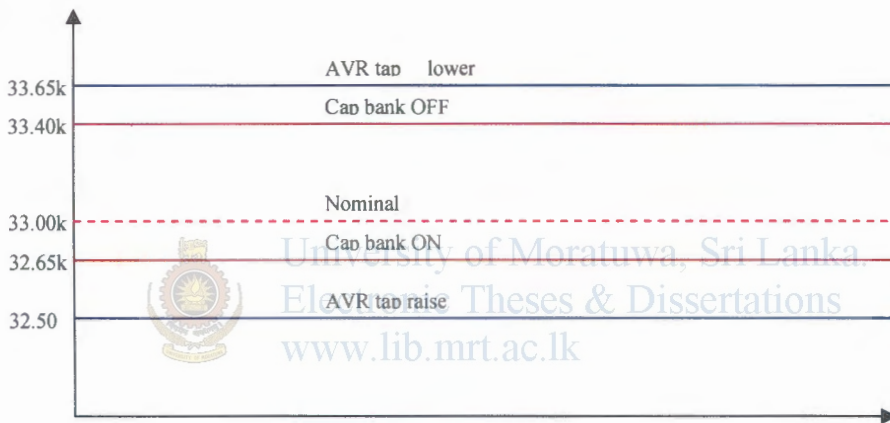 AVR tap lower
33.65k
Cap bank OFF
33.40k
Nominal
33.00k
Cap bank ON
University of Moratuwa, Sri Lanka.
32.65k
Electronic Theses & Dissertations
AVR tap raise
32.50
www.lib.mrt.ac.lk